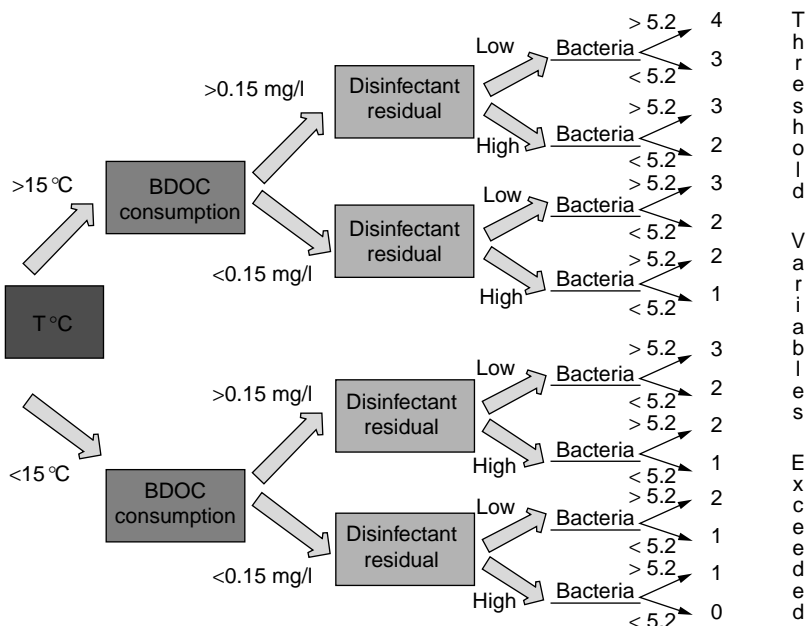 T °C
>15 °C
<15 °C
BDOC
consumption
>0.15 mg/l
<0.15 mg/l
Disinfectant
residual
Low
High
Bacteria
> 5.2
4
< 5.2
3
Bacteria
> 5.2
3
< 5.2
2
Disinfectant
residual
Low
High
Bacteria
> 5.2
3
< 5.2
2
Bacteria
> 5.2
2
< 5.2
1
BDOC
consumption
>0.15 mg/l
<0.15 mg/l
Disinfectant
residual
Low
High
Bacteria
> 5.2
3
< 5.2
2
Bacteria
> 5.2
2
< 5.2
1
Disinfectant
residual
Low
High
Bacteria
> 5.2
2
< 5.2
1
Bacteria
> 5.2
1
< 5.2
0
Threshold Variables Exceeded